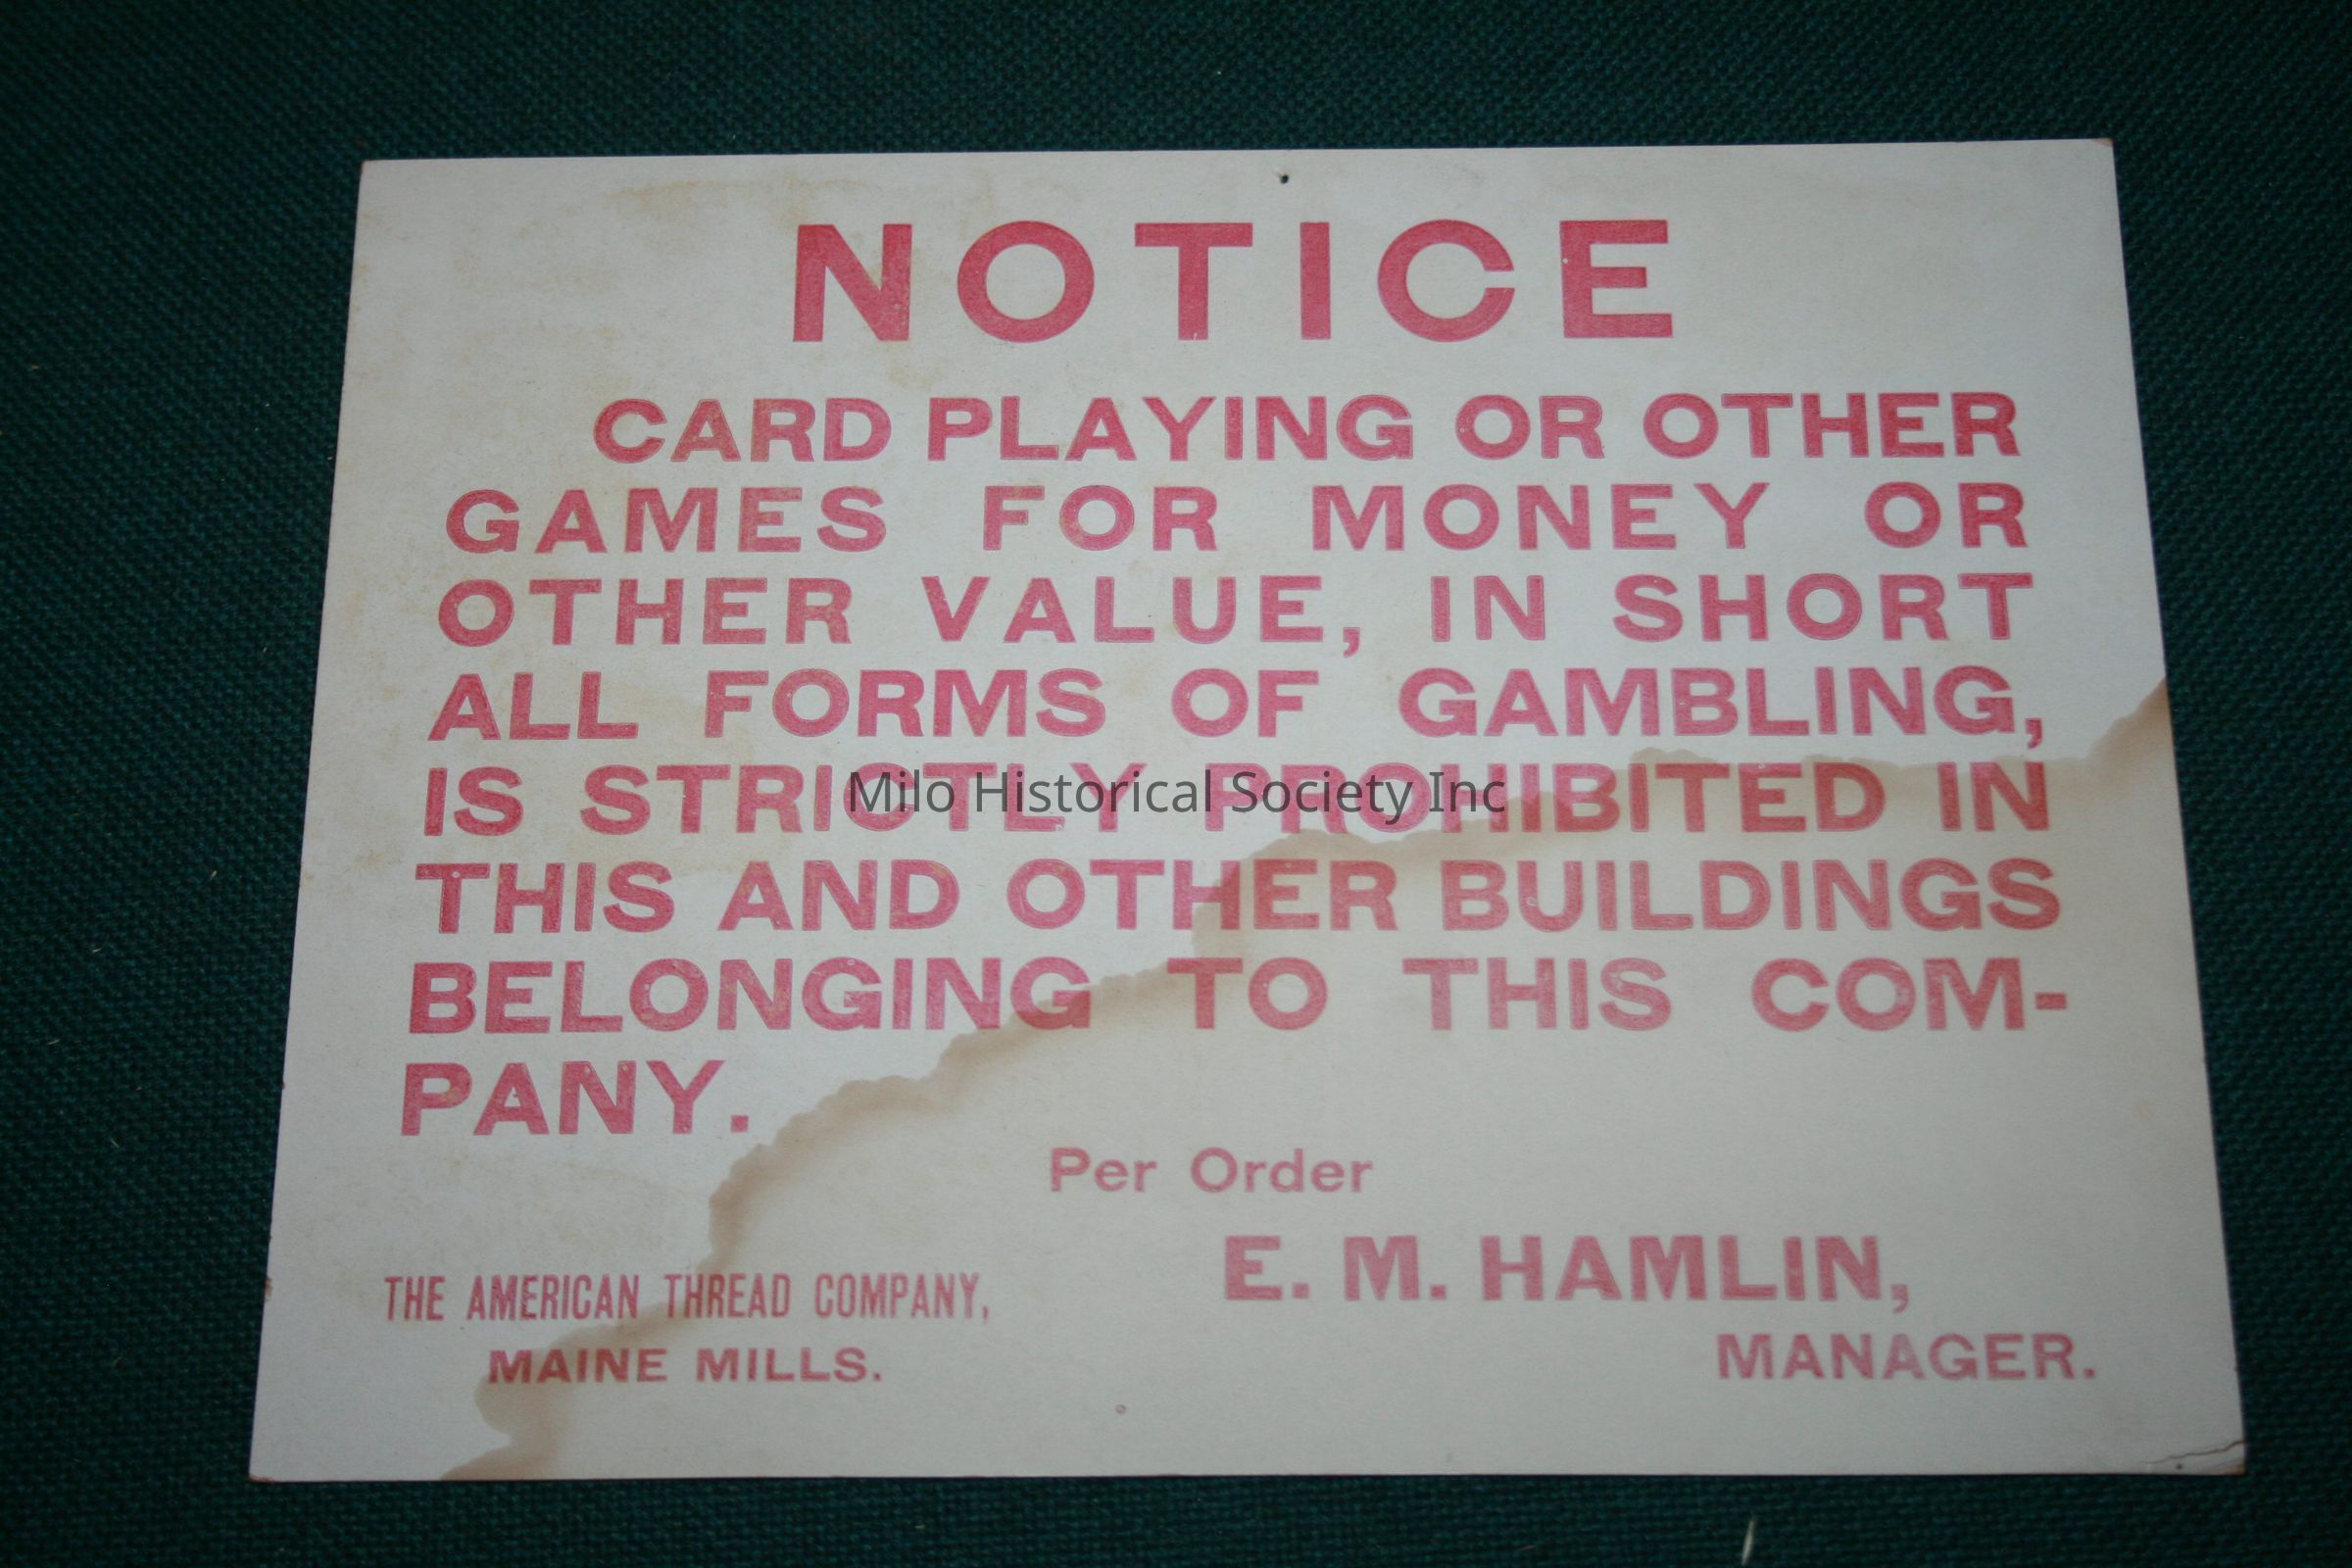 NOTICE
CARD PLAYING OR OTHER
GAMES FOR MONEY OR
OTHER VALUE, IN SHORT
ALL FORMS OF GAMBLING,
IS STRICTLY PROHIBITED IN
Milo Historical Society Inc
THIS AND OTHER BUILDINGS
BELONGING TO THIS COM-
PANY.
Per Order
E. M. HAMLIN,
MANAGER.
THE AMERICAN THREAD COMPANY,
MAINE MILLS.